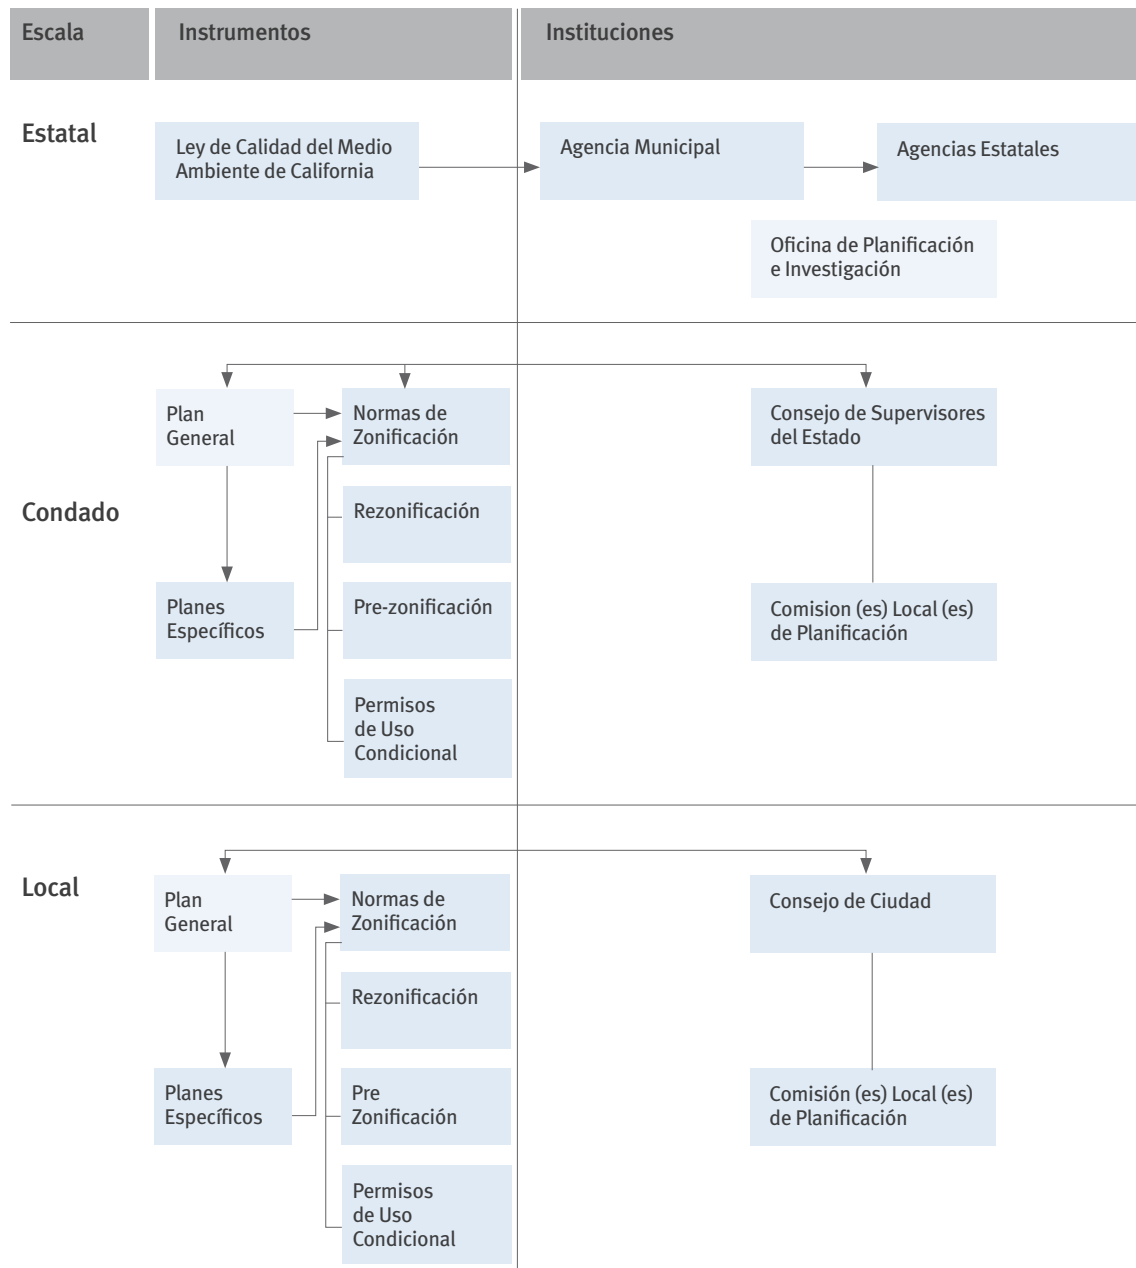 Escala
Instrumentos
Instituciones
Estatal
Ley de Calidad del Medio
Ambiente de California
Agencia Municipal
Agencias Estatales
Oficina de Planificación
e Investigación
Condado
Plan
General
Normas de
Zonificación
Rezonificación
Planes
Específicos
Pre-zonificación
Permisos
de Uso
Condicional
Consejo de Supervisores
del Estado
Comision (es) Local (es)
de Planificación
Local
Plan
General
Normas de
Zonificación
Rezonificación
Planes
Específicos
Pre
Zonificación
Permisos
de Uso
Condicional
Consejo de Ciudad
Comisión (es) Local (es)
de Planificación